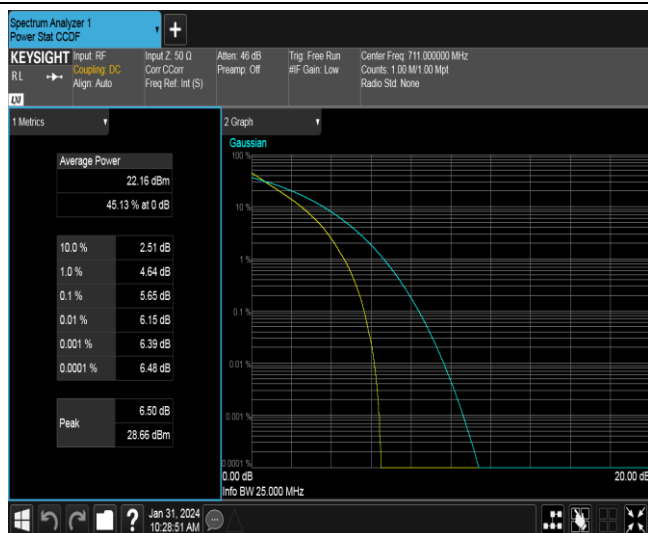 Spectrum Analyzer 1
Power Stat CCDF
+
KEYSIGHT
RL
LXI
Input: RF
Coupling: DC
Align: Auto
Input Z: 50 Ω
Corr CCorr
Freq Ref: Int (S)
Atten: 46 dB
Preamp: Off
Trig: Free Run
#IF Gain: Low
Center Freq: 711.000000 MHz
Counts: 1.00 M/1.00 Mpt
Radio Std: None
1 Metrics
Average Power
22.16 dBm
45.13 % at 0 dB
10.0 % 2.51 dB
1.0 % 4.64 dB
0.1 % 5.65 dB
0.01 % 6.15 dB
0.001 % 6.39 dB
0.0001 % 6.48 dB
Peak
6.50 dB
28.66 dBm
2 Graph
Gaussian
100 %
10 %
1 %
0.1 %
0.01 %
0.001 %
0.0001 %
0.00 dB 20.00 dB
Info BW 25.000 MHz
?
Jan 31, 2024
10:28:51 AM